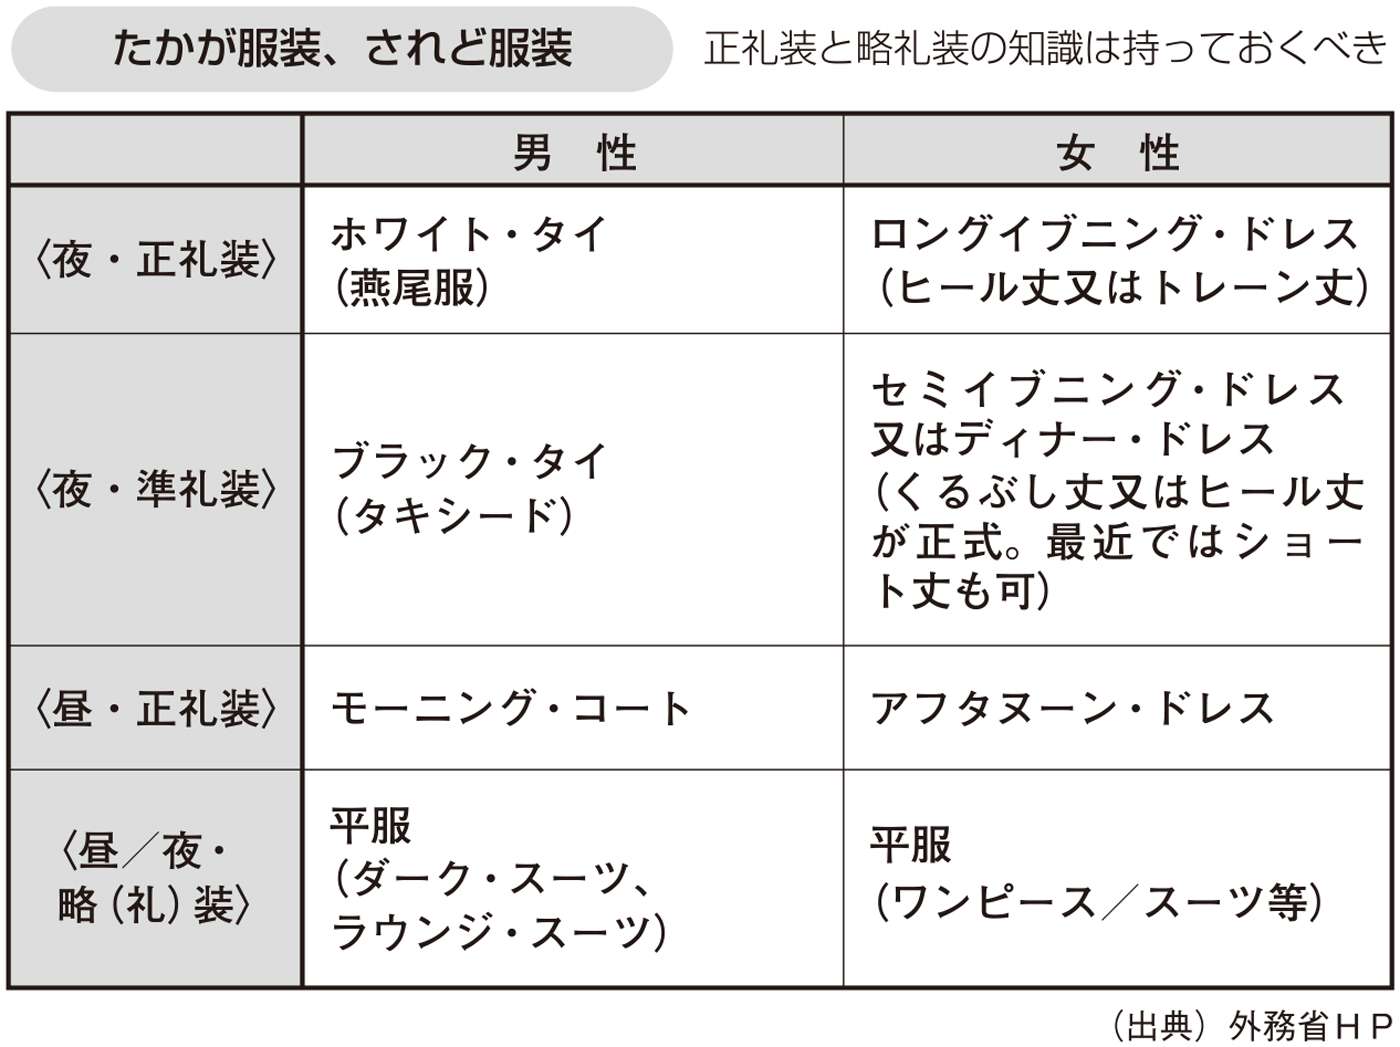 たかが服装、されど服装
正礼装と略礼装の知識は持っておくべき
男　性
女　性
〈夜・正礼装〉
ホワイト・タイ
（燕尾服）
ロングイブニング・ドレス
（ヒール丈又はトレーン丈）
〈夜・準礼装〉
ブラック・タイ
（タキシード）
セミイブニング・ドレス
又はディナー・ドレス
（くるぶし丈又はヒール丈
が正式。最近ではショー
ト丈も可）
〈昼・正礼装〉
モーニング・コート
アフタヌーン・ドレス
〈昼／夜・
略（礼）装〉
平服
（ダーク・スーツ、
ラウンジ・スーツ）
平服
（ワンピース／スーツ等）
（出典）外務省ＨＰ